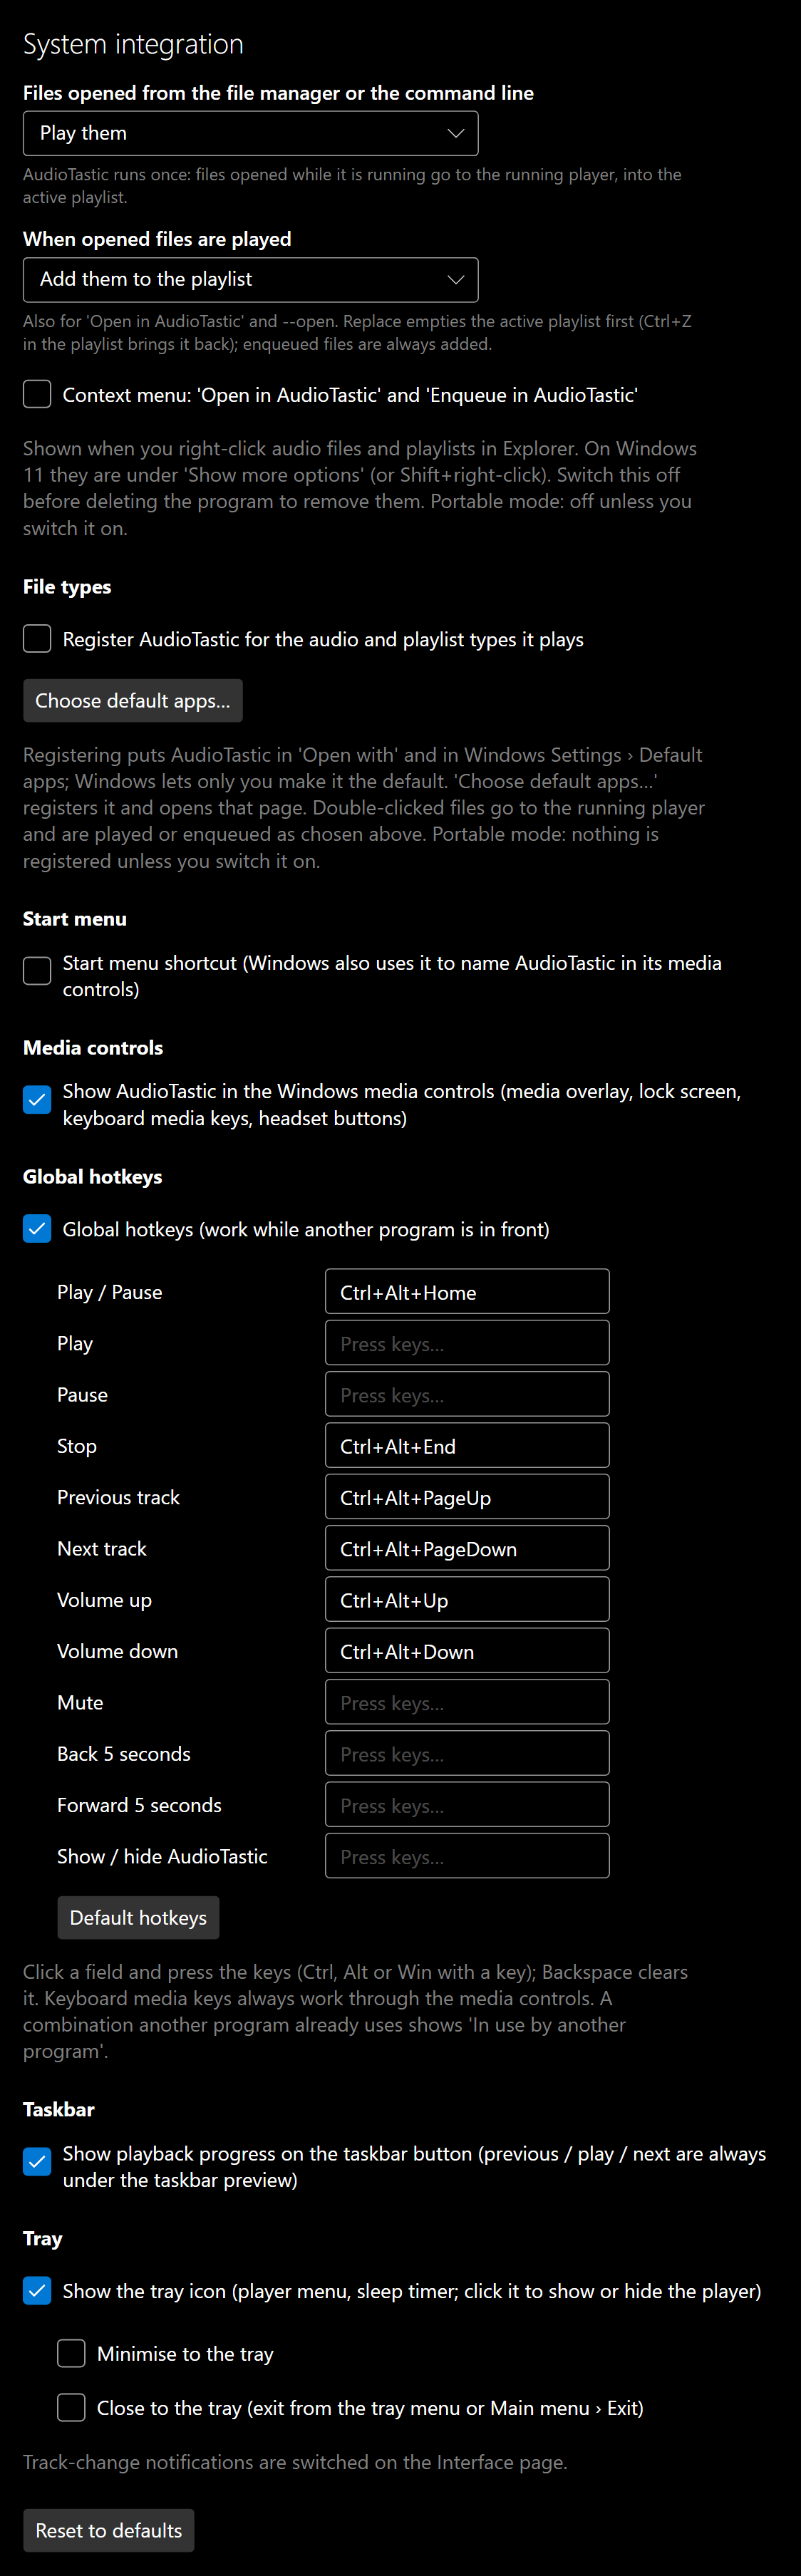 System integration
Files opened from the file manager or the command line
Play them
AudioTastic runs once: files opened while it is running go to the running player, into the
active playlist.
When opened files are played
Add them to the playlist
Also for 'Open in AudioTastic' and --open. Replace empties the active playlist first (Ctrl+Z
in the playlist brings it back); enqueued files are always added.
Context menu: 'Open in AudioTastic' and 'Enqueue in AudioTastic'
Shown when you right-click audio files and playlists in Explorer. On Windows
11 they are under 'Show more options' (or Shift+right-click). Switch this off
before deleting the program to remove them. Portable mode: off unless you
switch it on.
File types
Register AudioTastic for the audio and playlist types it plays
Choose default apps...
Registering puts AudioTastic in 'Open with' and in Windows Settings › Default
apps; Windows lets only you make it the default. 'Choose default apps...'
registers it and opens that page. Double-clicked files go to the running player
and are played or enqueued as chosen above. Portable mode: nothing is
registered unless you switch it on.
Start menu
Start menu shortcut (Windows also uses it to name AudioTastic in its media
controls)
Media controls
Show AudioTastic in the Windows media controls (media overlay, lock screen,
keyboard media keys, headset buttons)
Global hotkeys
Global hotkeys (work while another program is in front)
Play / Pause Ctrl+Alt+Home
Play Press keys...
Pause Press keys...
Stop Ctrl+Alt+End
Previous track Ctrl+Alt+PageUp
Next track Ctrl+Alt+PageDown
Volume up Ctrl+Alt+Up
Volume down Ctrl+Alt+Down
Mute Press keys...
Back 5 seconds Press keys...
Forward 5 seconds Press keys...
Show / hide AudioTastic Press keys...
Default hotkeys
Click a field and press the keys (Ctrl, Alt or Win with a key); Backspace clears
it. Keyboard media keys always work through the media controls. A
combination another program already uses shows 'In use by another
program'.
Taskbar
Show playback progress on the taskbar button (previous / play / next are always
under the taskbar preview)
Tray
Show the tray icon (player menu, sleep timer; click it to show or hide the player)
Minimise to the tray
Close to the tray (exit from the tray menu or Main menu › Exit)
Track-change notifications are switched on the Interface page.
Reset to defaults